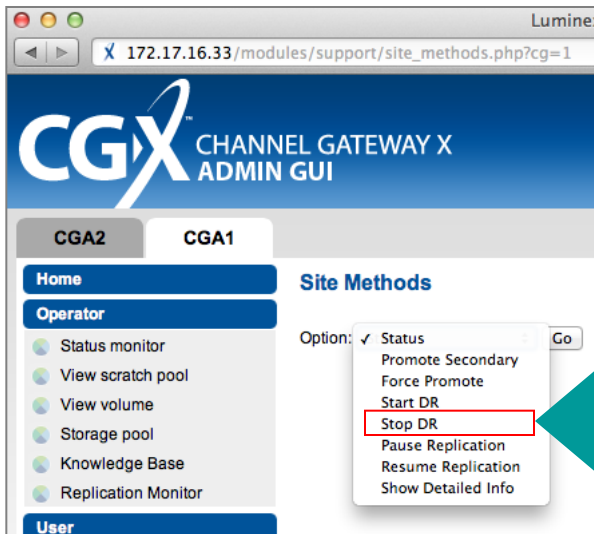 Lumine
172.17.16.33/modules/support/site_methods.php?cg=1
CGX™ CHANNEL GATEWAY X
ADMIN GUI
CGA2 CGA1
Home
Operator
Status monitor
View scratch pool
View volume
Storage pool
Knowledge Base
Replication Monitor
User
Site Methods
Option: ✓ Status Go
Promote Secondary
Force Promote
Start DR
Stop DR
Pause Replication
Resume Replication
Show Detailed Info